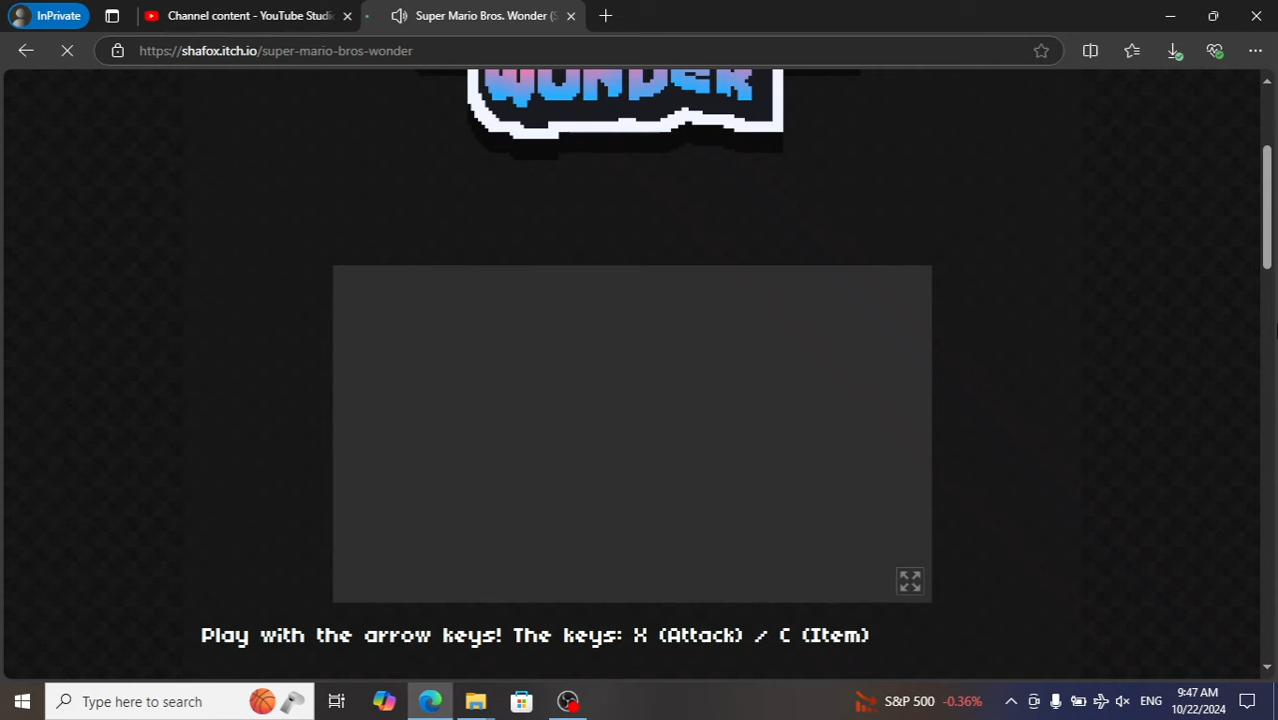 InPrivate
Channel content - YouTube Studi
Super Mario Bros. Wonder (S
https://shafox.itch.io/super-mario-bros-wonder
WONDER
Play with the arrow keys! The keys: X (Attack) / C (Item)
Type here to search
S&P 500 -0.36%
ENG
9:47 AM
10/22/2024